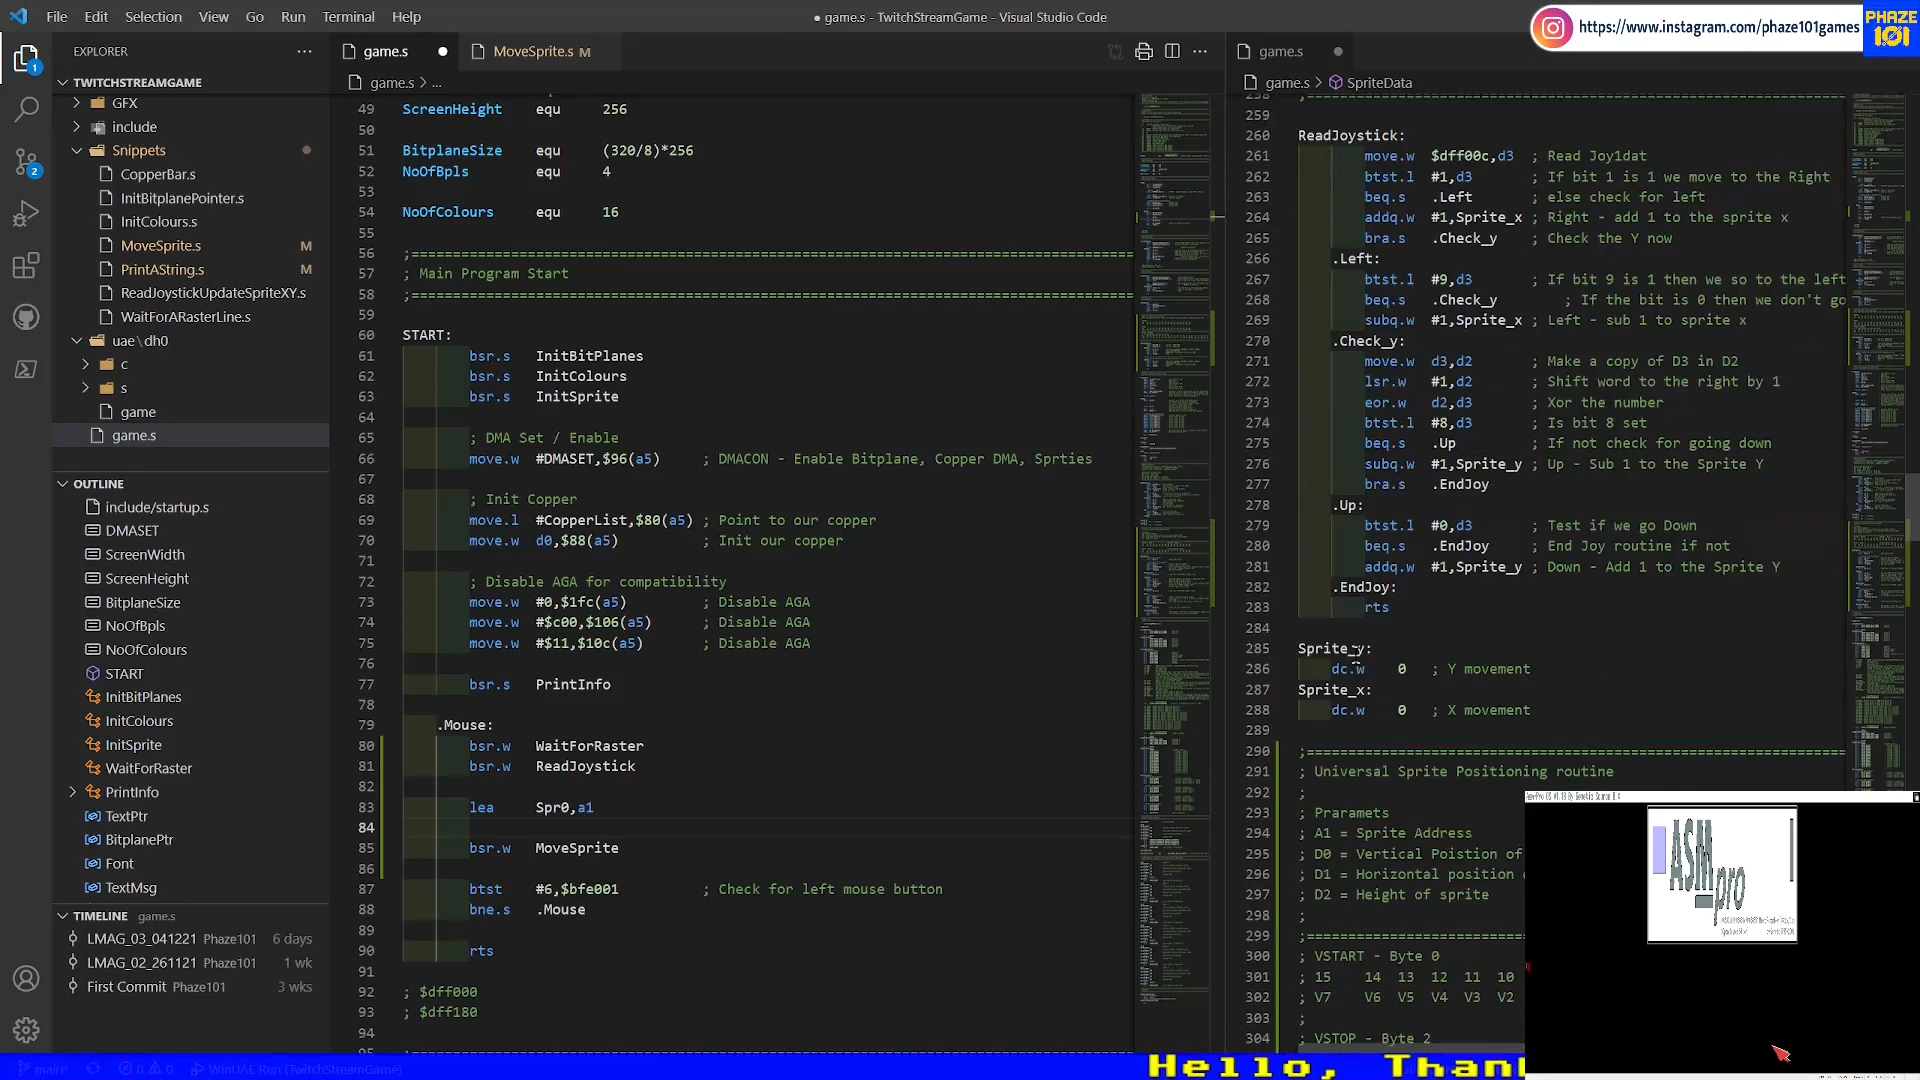 File Edit Selection View Go Run Terminal Help
● game.s - TwitchStreamGame - Visual Studio Code
https://www.instagram.com/phaze101games
PHAZE 101
EXPLORER
TWITCHSTREAMGAME
GFX
include
Snippets
CopperBar.s
InitBitplanePointer.s
InitColours.s
MoveSprite.s M
PrintAString.s M
ReadJoystickUpdateSpriteXY.s
WaitForARasterLine.s
uae\dh0
c
s
game
game.s
OUTLINE
include/startup.s
DMASET
ScreenWidth
ScreenHeight
BitplaneSize
NoOfBpls
NoOfColours
START
InitBitPlanes
InitColours
InitSprite
WaitForRaster
PrintInfo
TextPtr
BitplanePtr
Font
TextMsg
TIMELINE game.s
LMAG_03_041221 Phaze101 6 days
LMAG_02_261121 Phaze101 1 wk
First Commit Phaze101 3 wks
game.s ●
MoveSprite.s M
game.s > ...
49 ScreenHeight equ 256
50
51 BitplaneSize equ (320/8)*256
52 NoOfBpls equ 4
53
54 NoOfColours equ 16
55
56 ;
57 ; Main Program Start
58 ;
59
60 START:
61 bsr.s InitBitPlanes
62 bsr.s InitColours
63 bsr.s InitSprite
64
65 ; DMA Set / Enable
66 move.w #DMASET,$96(a5) ; DMACON - Enable Bitplane, Copper DMA, Sprties
67
68 ; Init Copper
69 move.l #CopperList,$80(a5) ; Point to our copper
70 move.w d0,$88(a5) ; Init our copper
71
72 ; Disable AGA for compatibility
73 move.w #0,$1fc(a5) ; Disable AGA
74 move.w #$c00,$106(a5) ; Disable AGA
75 move.w #$11,$10c(a5) ; Disable AGA
76
77 bsr.s PrintInfo
78
79 .Mouse:
80 bsr.w WaitForRaster
81 bsr.w ReadJoystick
82
83 lea Spr0,a1
84
85 bsr.w MoveSprite
86
87 btst #6,$bfe001 ; Check for left mouse button
88 bne.s .Mouse
89
90 rts
91
92 ; $dff000
93 ; $dff180
94
game.s ●
game.s > SpriteData
259
260 ReadJoystick:
261 move.w $dff00c,d3 ; Read Joy1dat
262 btst.l #1,d3 ; If bit 1 is 1 we move to the Right
263 beq.s .Left ; else check for left
264 addq.w #1,Sprite_x ; Right - add 1 to the sprite x
265 bra.s .Check_y ; Check the Y now
266 .Left:
267 btst.l #9,d3 ; If bit 9 is 1 then we so to the left
268 beq.s .Check_y ; If the bit is 0 then we don't go
269 subq.w #1,Sprite_x ; Left - sub 1 to sprite x
270 .Check_y:
271 move.w d3,d2 ; Make a copy of D3 in D2
272 lsr.w #1,d2 ; Shift word to the right by 1
273 eor.w d2,d3 ; Xor the number
274 btst.l #8,d3 ; Is bit 8 set
275 beq.s .Up ; If not check for going down
276 subq.w #1,Sprite_y ; Up - Sub 1 to the Sprite Y
277 bra.s .EndJoy
278 .Up:
279 btst.l #0,d3 ; Test if we go Down
280 beq.s .EndJoy ; End Joy routine if not
281 addq.w #1,Sprite_y ; Down - Add 1 to the Sprite Y
282 .EndJoy:
283 rts
284
285 Sprite_y:
286 dc.w 0 ; Y movement
287 Sprite_x:
288 dc.w 0 ; X movement
289
290 ;
291 ; Universal Sprite Positioning routine
292 ;
293 ; Praramets
294 ; A1 = Sprite Address
295 ; D0 = Vertical Poistion of
296 ; D1 = Horizontal position
297 ; D2 = Height of sprite
298 ;
299 ;
300 ; VSTART - Byte 0
301 ; 15 14 13 12 11 10
302 ; V7 V6 V5 V4 V3 V2
303 ;
304 ; VSTOP - Byte 2
ASM pro
main* 0 0 WinUAE Run (TwitchStreamGame)
Hello, Than